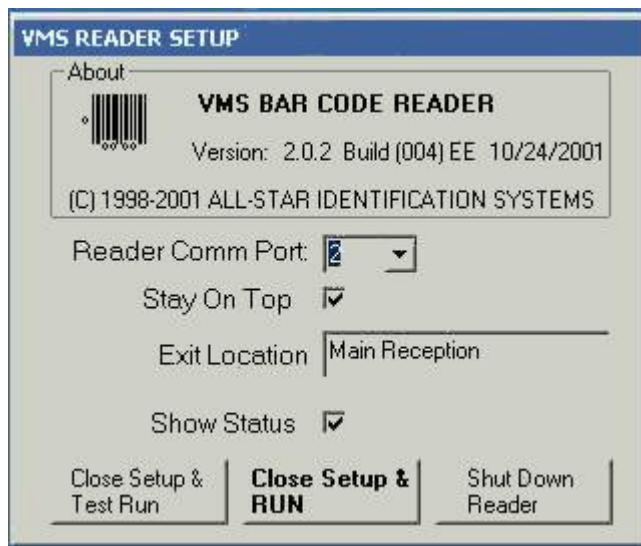 VMS READER SETUP
About
VMS BAR CODE READER
Version: 2.0.2 Build (004) EE 10/24/2001
(C) 1998-2001 ALL-STAR IDENTIFICATION SYSTEMS
Reader Comm Port: 2
Stay On Top
Exit Location Main Reception
Show Status
Close Setup & Test Run
Close Setup & RUN
Shut Down Reader